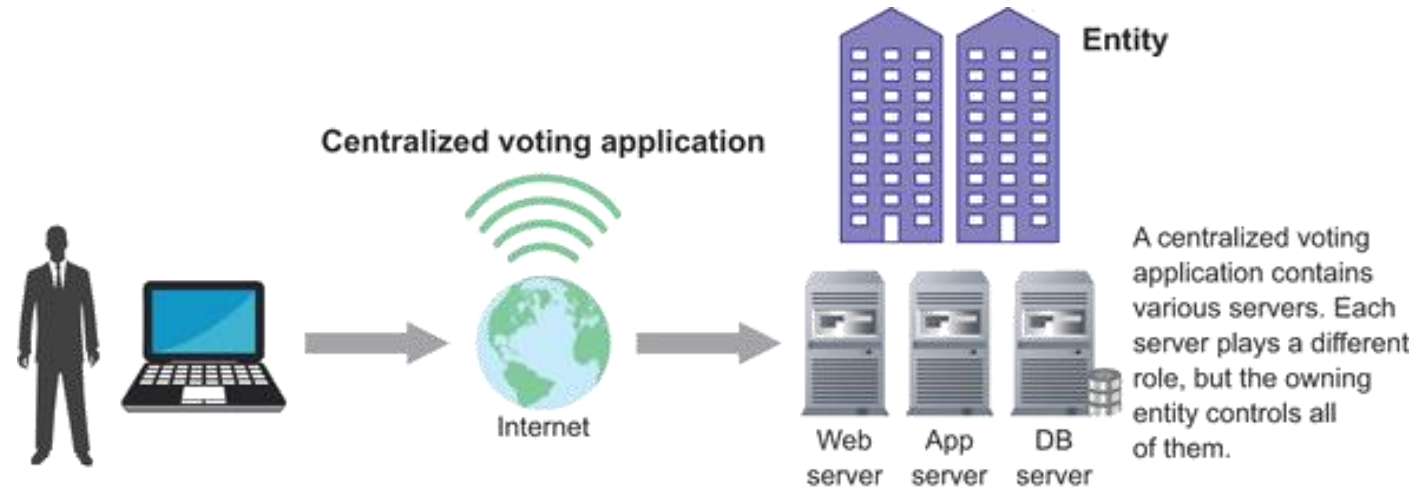 Entity
Centralized voting application
A centralized voting
application contains
various servers. Each
server plays a different
role, but the owning
entity controls all
of them.
Internet
Web
server
App
server
DB
server